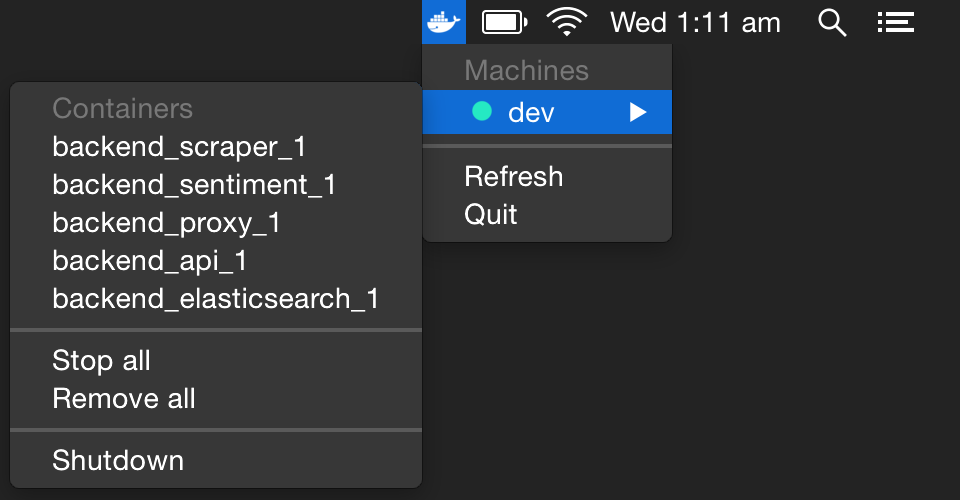 Wed 1:11 am
Machines
dev
Refresh
Quit
Containers
backend_scraper_1
backend_sentiment_1
backend_proxy_1
backend_api_1
backend_elasticsearch_1
Stop all
Remove all
Shutdown